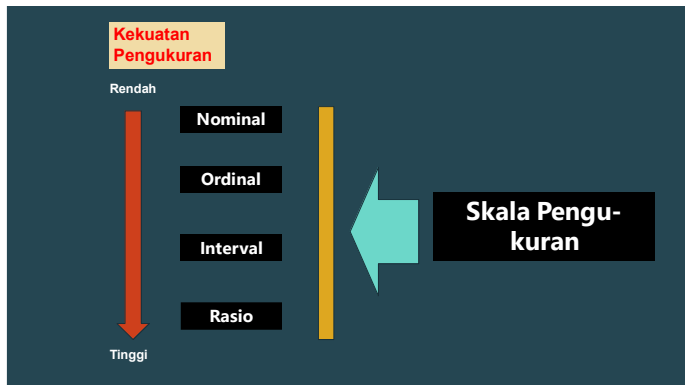 Kekuatan
Pengukuran
Rendah
Nominal
Ordinal
Interval
Rasio
Tinggi
Skala Pengu-
kuran